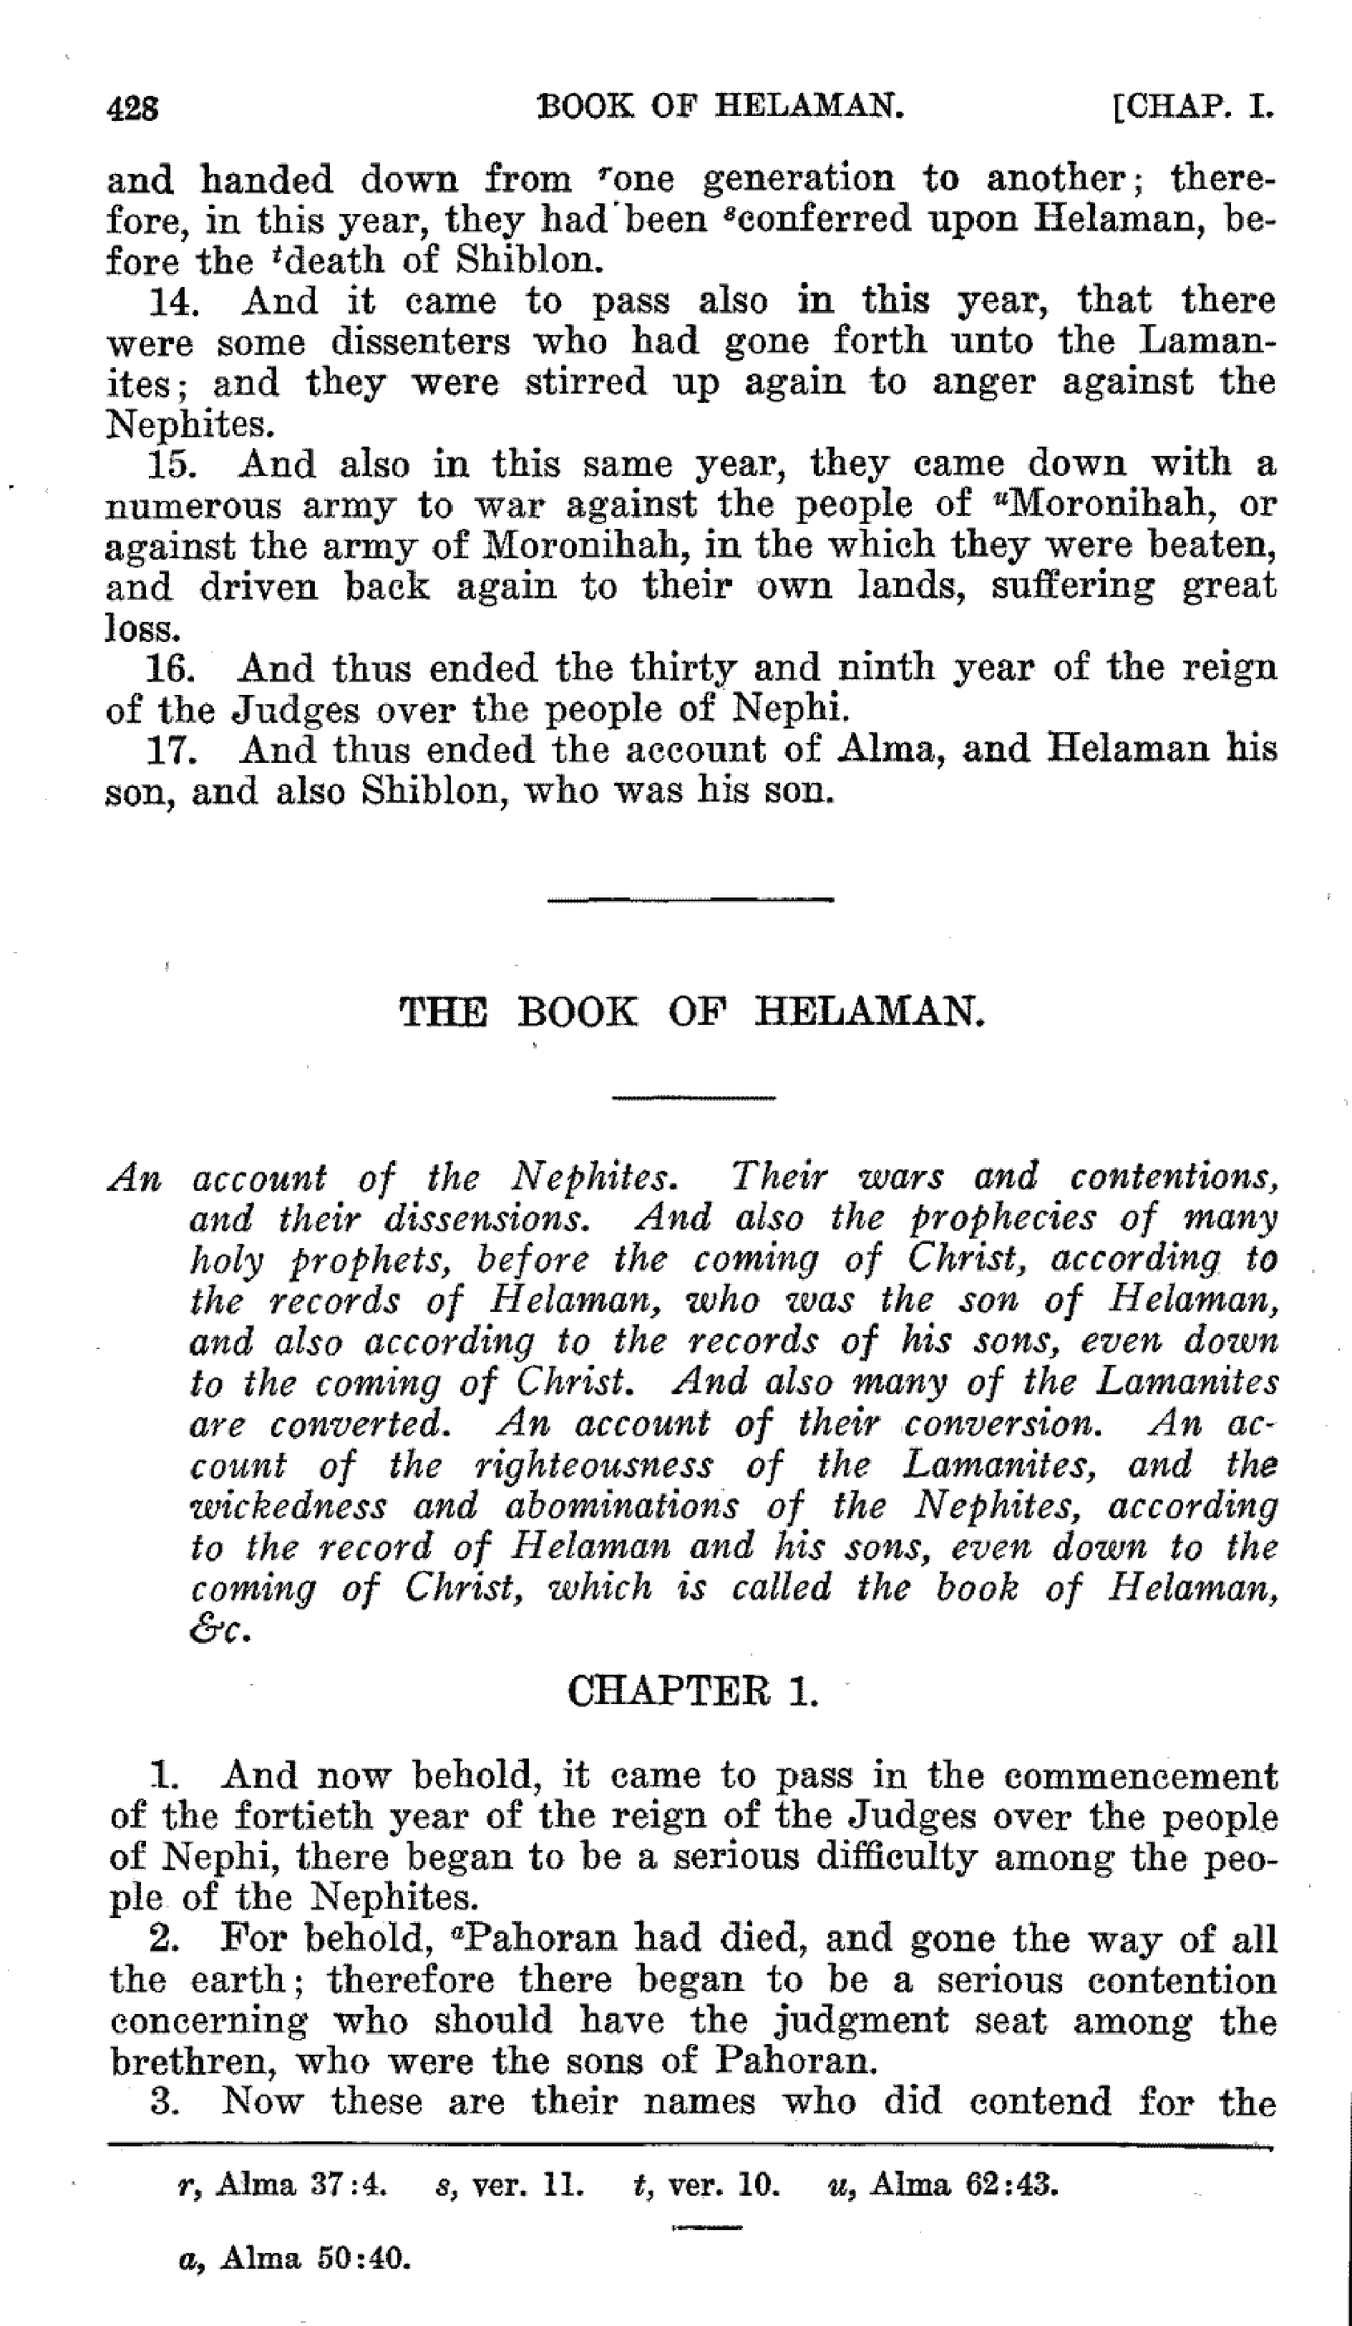 428 BOOK OF HELAMAN. [CHAP. I.
and handed down from ʳone generation to another; there-
fore, in this year, they had been ˢconferred upon Helaman, be-
fore the ᵗdeath of Shiblon.
14. And it came to pass also in this year, that there
were some dissenters who had gone forth unto the Laman-
ites; and they were stirred up again to anger against the
Nephites.
15. And also in this same year, they came down with a
numerous army to war against the people of ᵘMoronihah, or
against the army of Moronihah, in the which they were beaten,
and driven back again to their own lands, suffering great
loss.
16. And thus ended the thirty and ninth year of the reign
of the Judges over the people of Nephi.
17. And thus ended the account of Alma, and Helaman his
son, and also Shiblon, who was his son.
THE BOOK OF HELAMAN.
An account of the Nephites. Their wars and contentions,
and their dissensions. And also the prophecies of many
holy prophets, before the coming of Christ, according to
the records of Helaman, who was the son of Helaman,
and also according to the records of his sons, even down
to the coming of Christ. And also many of the Lamanites
are converted. An account of their conversion. An ac-
count of the righteousness of the Lamanites, and the
wickedness and abominations of the Nephites, according
to the record of Helaman and his sons, even down to the
coming of Christ, which is called the book of Helaman,
&c.
CHAPTER 1.
1. And now behold, it came to pass in the commencement
of the fortieth year of the reign of the Judges over the people
of Nephi, there began to be a serious difficulty among the peo-
ple of the Nephites.
2. For behold, ᵃPahoran had died, and gone the way of all
the earth; therefore there began to be a serious contention
concerning who should have the judgment seat among the
brethren, who were the sons of Pahoran.
3. Now these are their names who did contend for the
r, Alma 37:4. s, ver. 11. t, ver. 10. u, Alma 62:43.
a, Alma 50:40.